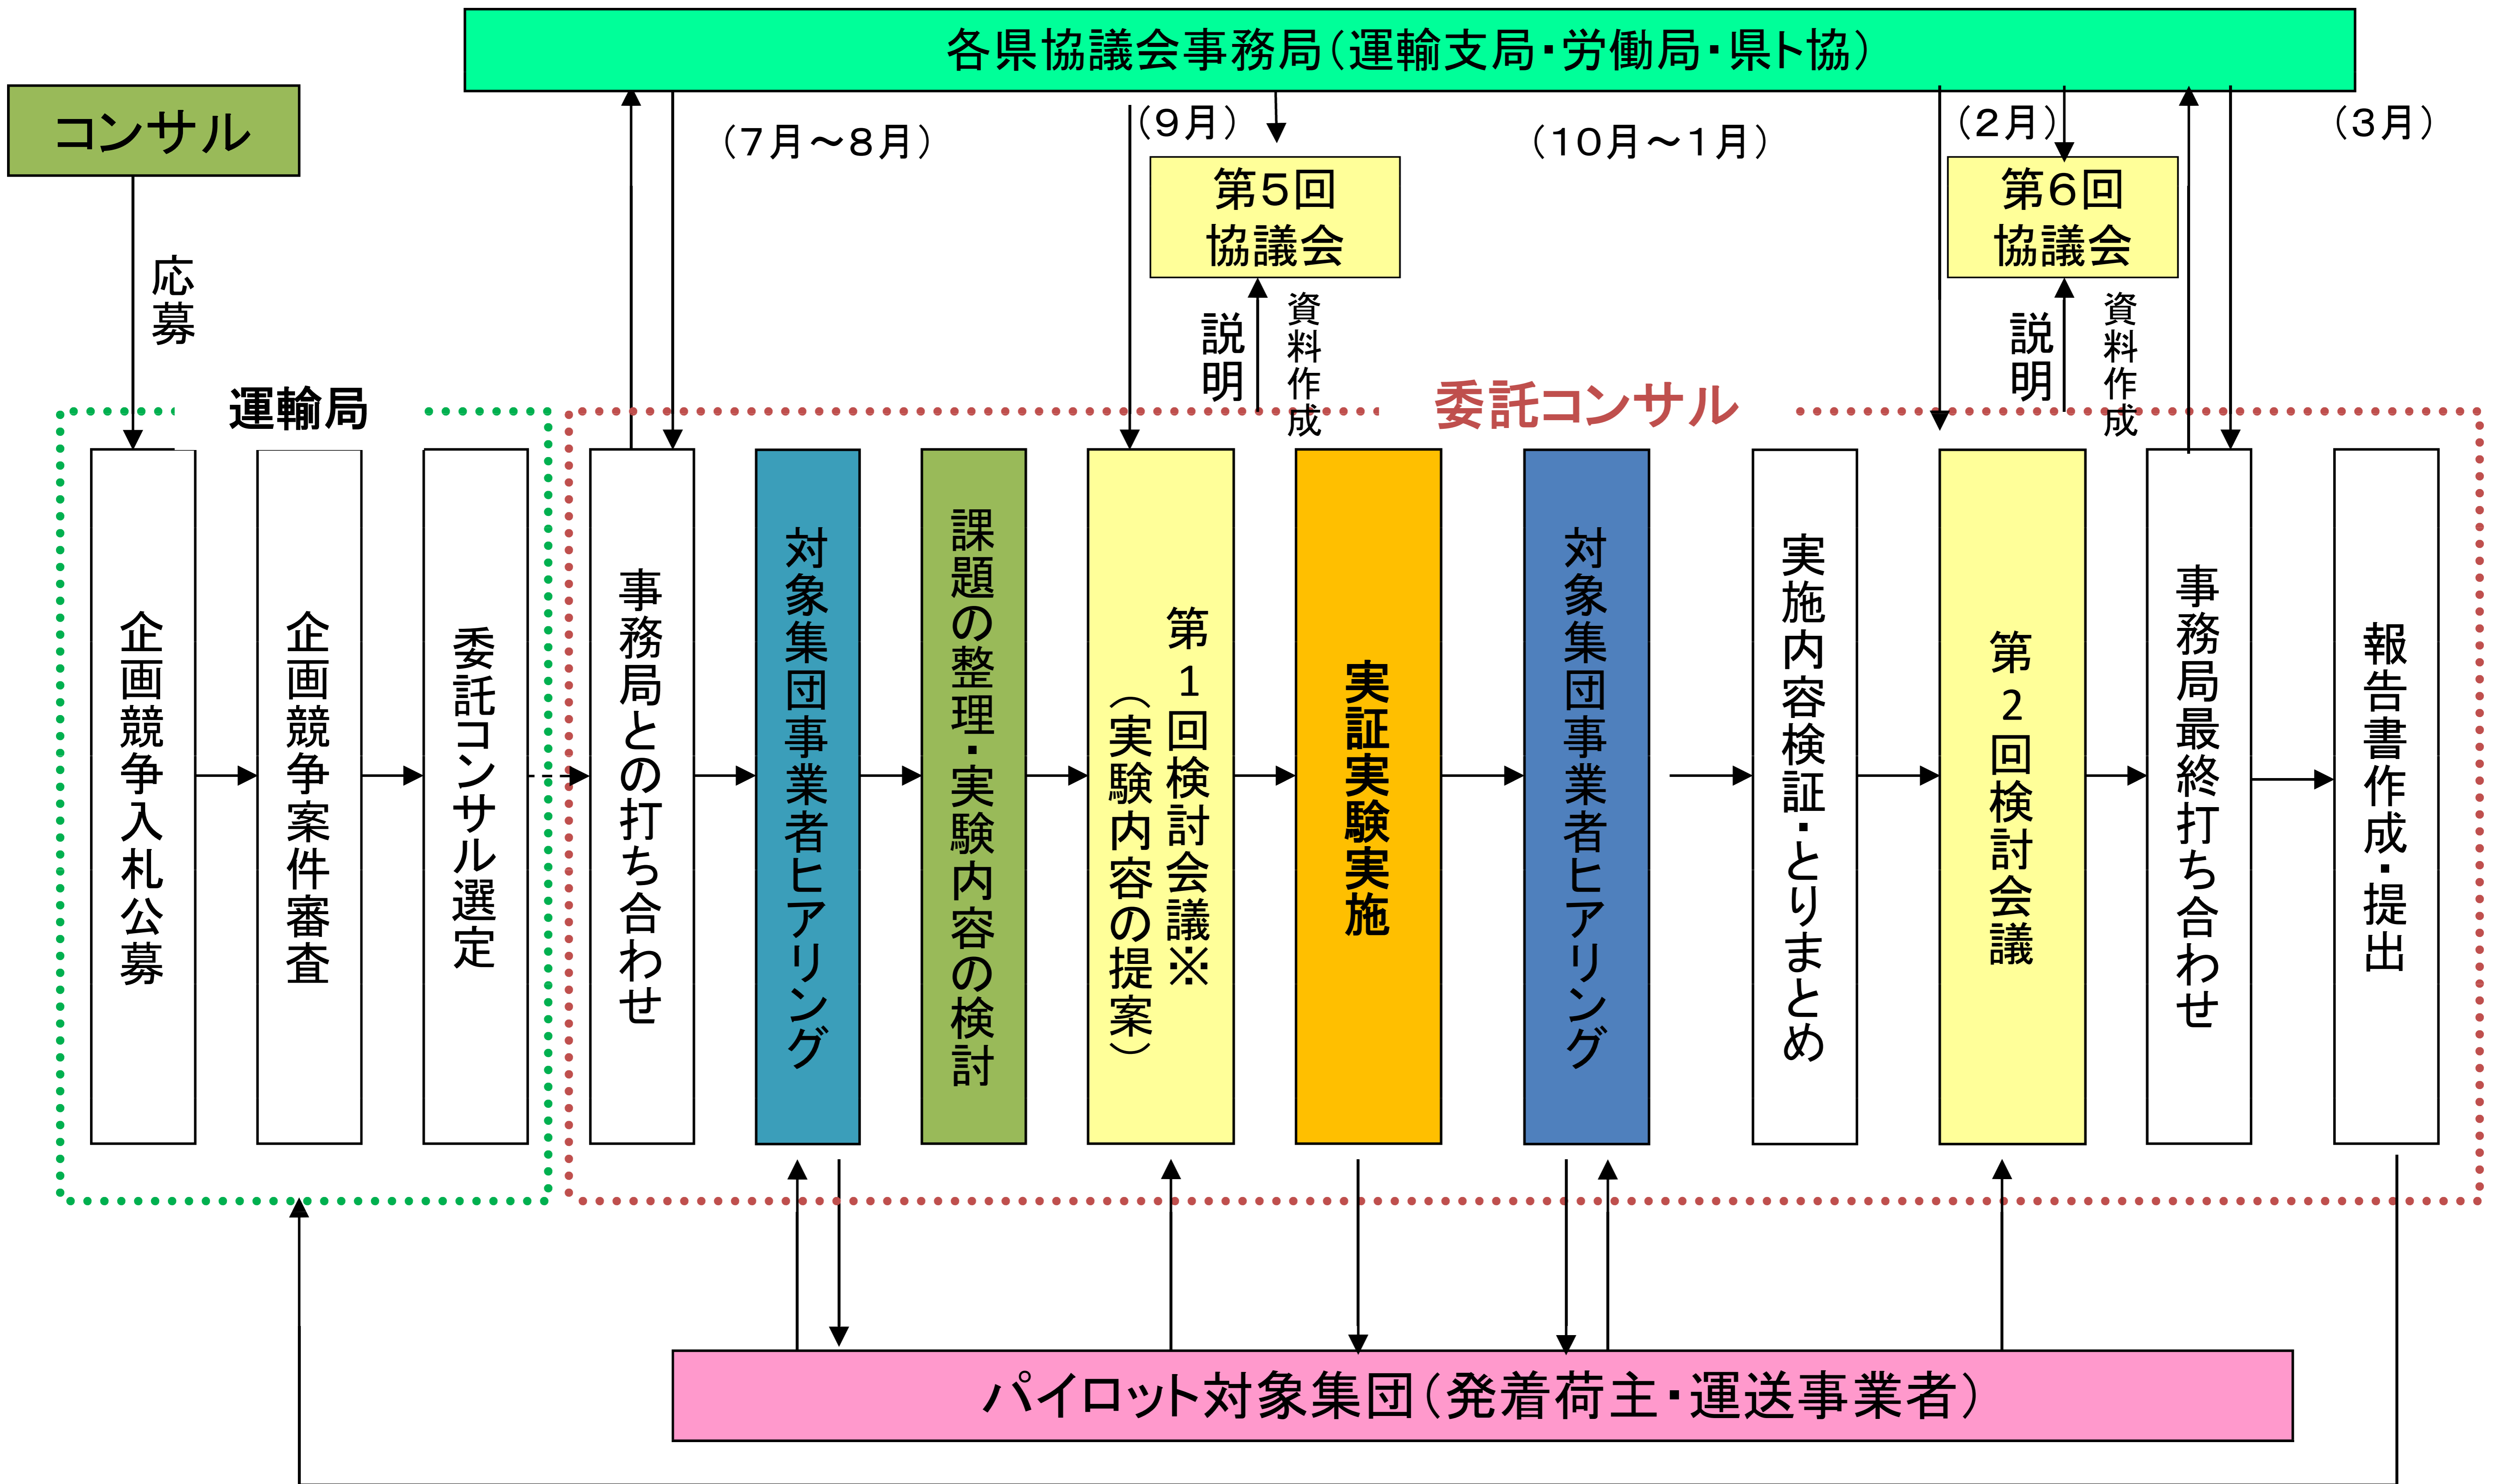 各県協議会事務局(運輸支局・労働局・県ト協)
コンサル
(7月～8月)
(9月)
(10月～1月)
(2月)
(3月)
第5回
協議会
第6回
協議会
応募
説明
資料作成
説明
資料作成
運輸局
委託コンサル
企画競争入札公募
企画競争案件審査
委託コンサル選定
事務局との打ち合わせ
対象集団事業者ヒアリング
課題の整理・実験内容の検討
第1回検討会議※
(実験内容の提案)
実証実験実施
対象集団事業者ヒアリング
実施内容検証・とりまとめ
第2回検討会議
事務局最終打ち合わせ
報告書作成・提出
パイロット対象集団(発着荷主・運送事業者)